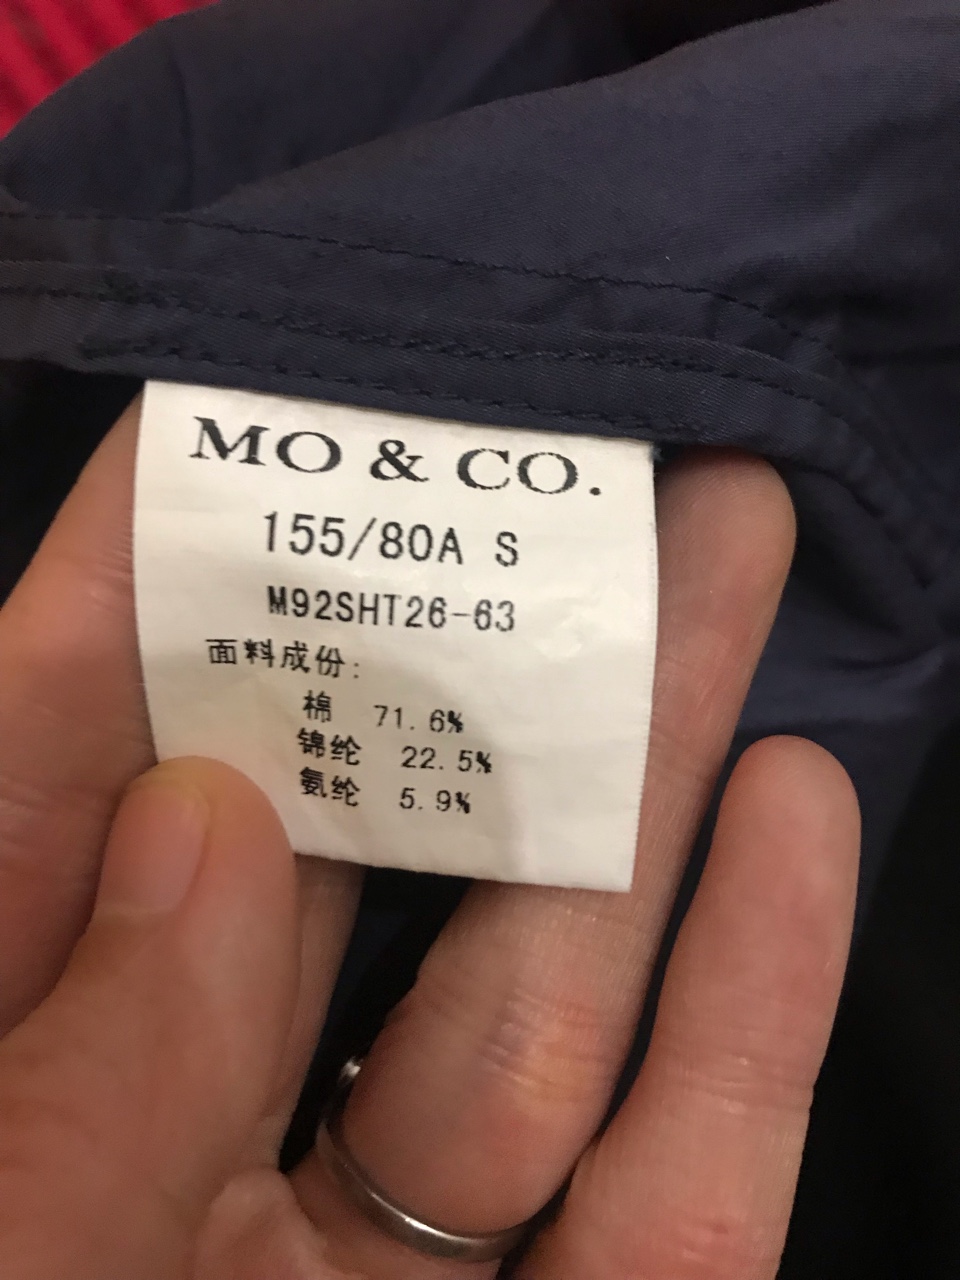 MO & CO.
155/80A S
M92SHT26-63
面料成份:
棉 71.6%
锦纶 22.5%
氨纶 5.9%